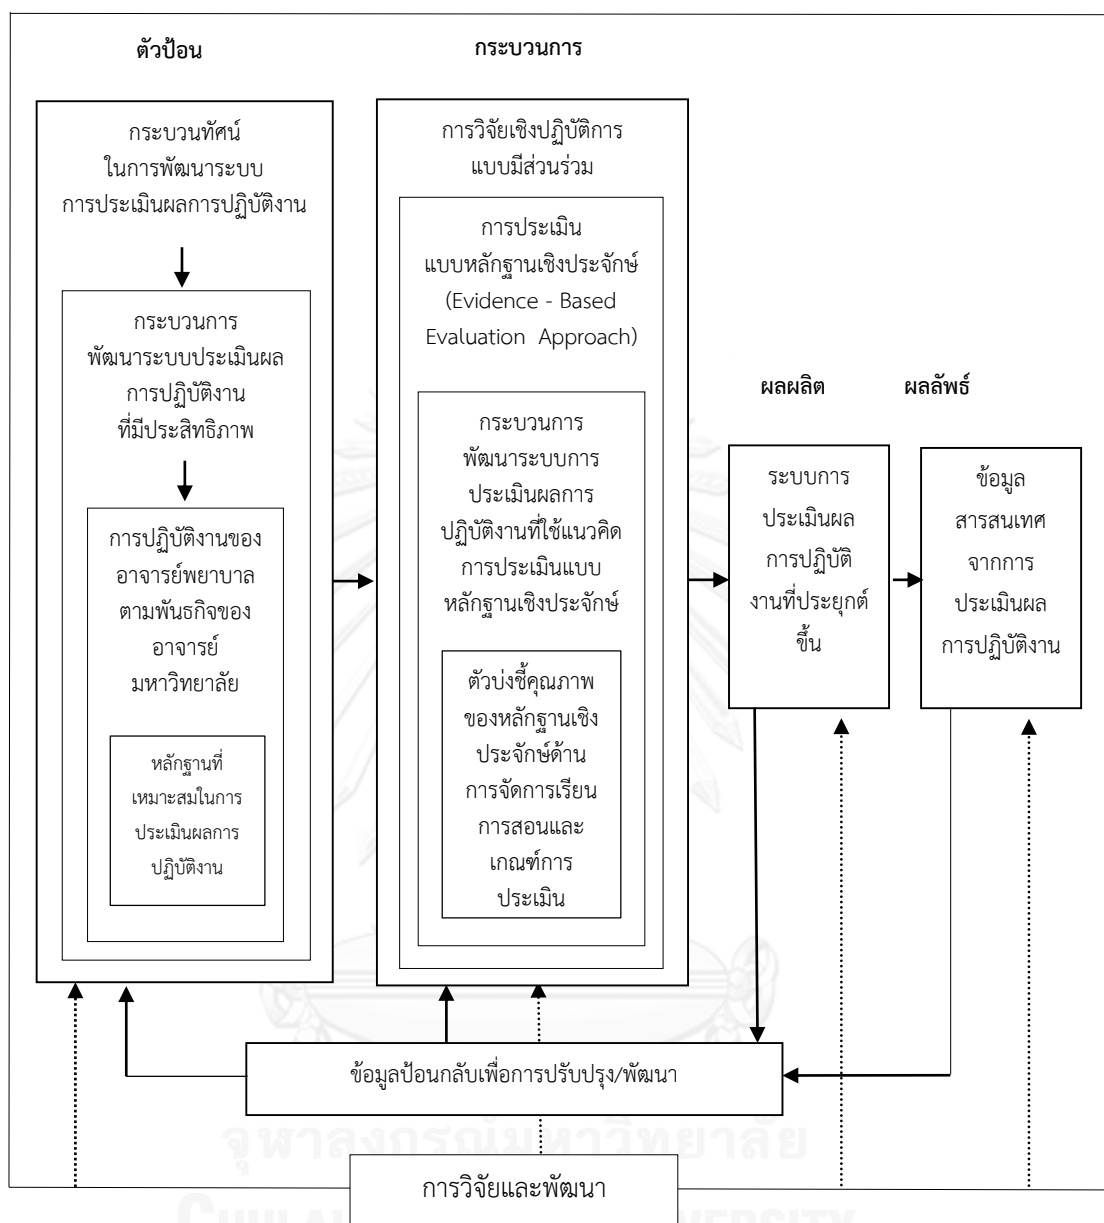 ตัวป้อน
กระบวนทัศน์
ในการพัฒนาระบบ
การประเมินผลการปฏิบัติงาน
กระบวนการ
พัฒนาระบบประเมินผล
การปฏิบัติงาน
ที่มีประสิทธิภาพ
การปฏิบัติงานของ
อาจารย์พยาบาล
ตามพันธกิจของ
อาจารย์
มหาวิทยาลัย
หลักฐานที่
เหมาะสมในการ
ประเมินผลการ
ปฏิบัติงาน
กระบวนการ
การวิจัยเชิงปฏิบัติการ
แบบมีส่วนร่วม
การประเมิน
แบบหลักฐานเชิงประจักษ์
(Evidence - Based
Evaluation Approach)
กระบวนการ
พัฒนาระบบการ
ประเมินผลการ
ปฏิบัติงานที่ใช้แนวคิด
การประเมินแบบ
หลักฐานเชิงประจักษ์
ตัวบ่งชี้คุณภาพ
ของหลักฐานเชิง
ประจักษ์ด้าน
การจัดการเรียน
การสอนและ
เกณฑ์การ
ประเมิน
ผลผลิต
ระบบการ
ประเมินผล
การปฏิบัติ
งานที่ประยุกต์
ขึ้น
ผลลัพธ์
ข้อมูล
สารสนเทศ
จากการ
ประเมินผล
การปฏิบัติงาน
ข้อมูลป้อนกลับเพื่อการปรับปรุง/พัฒนา
จุฬาลงกรณ์มหาวิทยาลัย
การวิจัยและพัฒนา